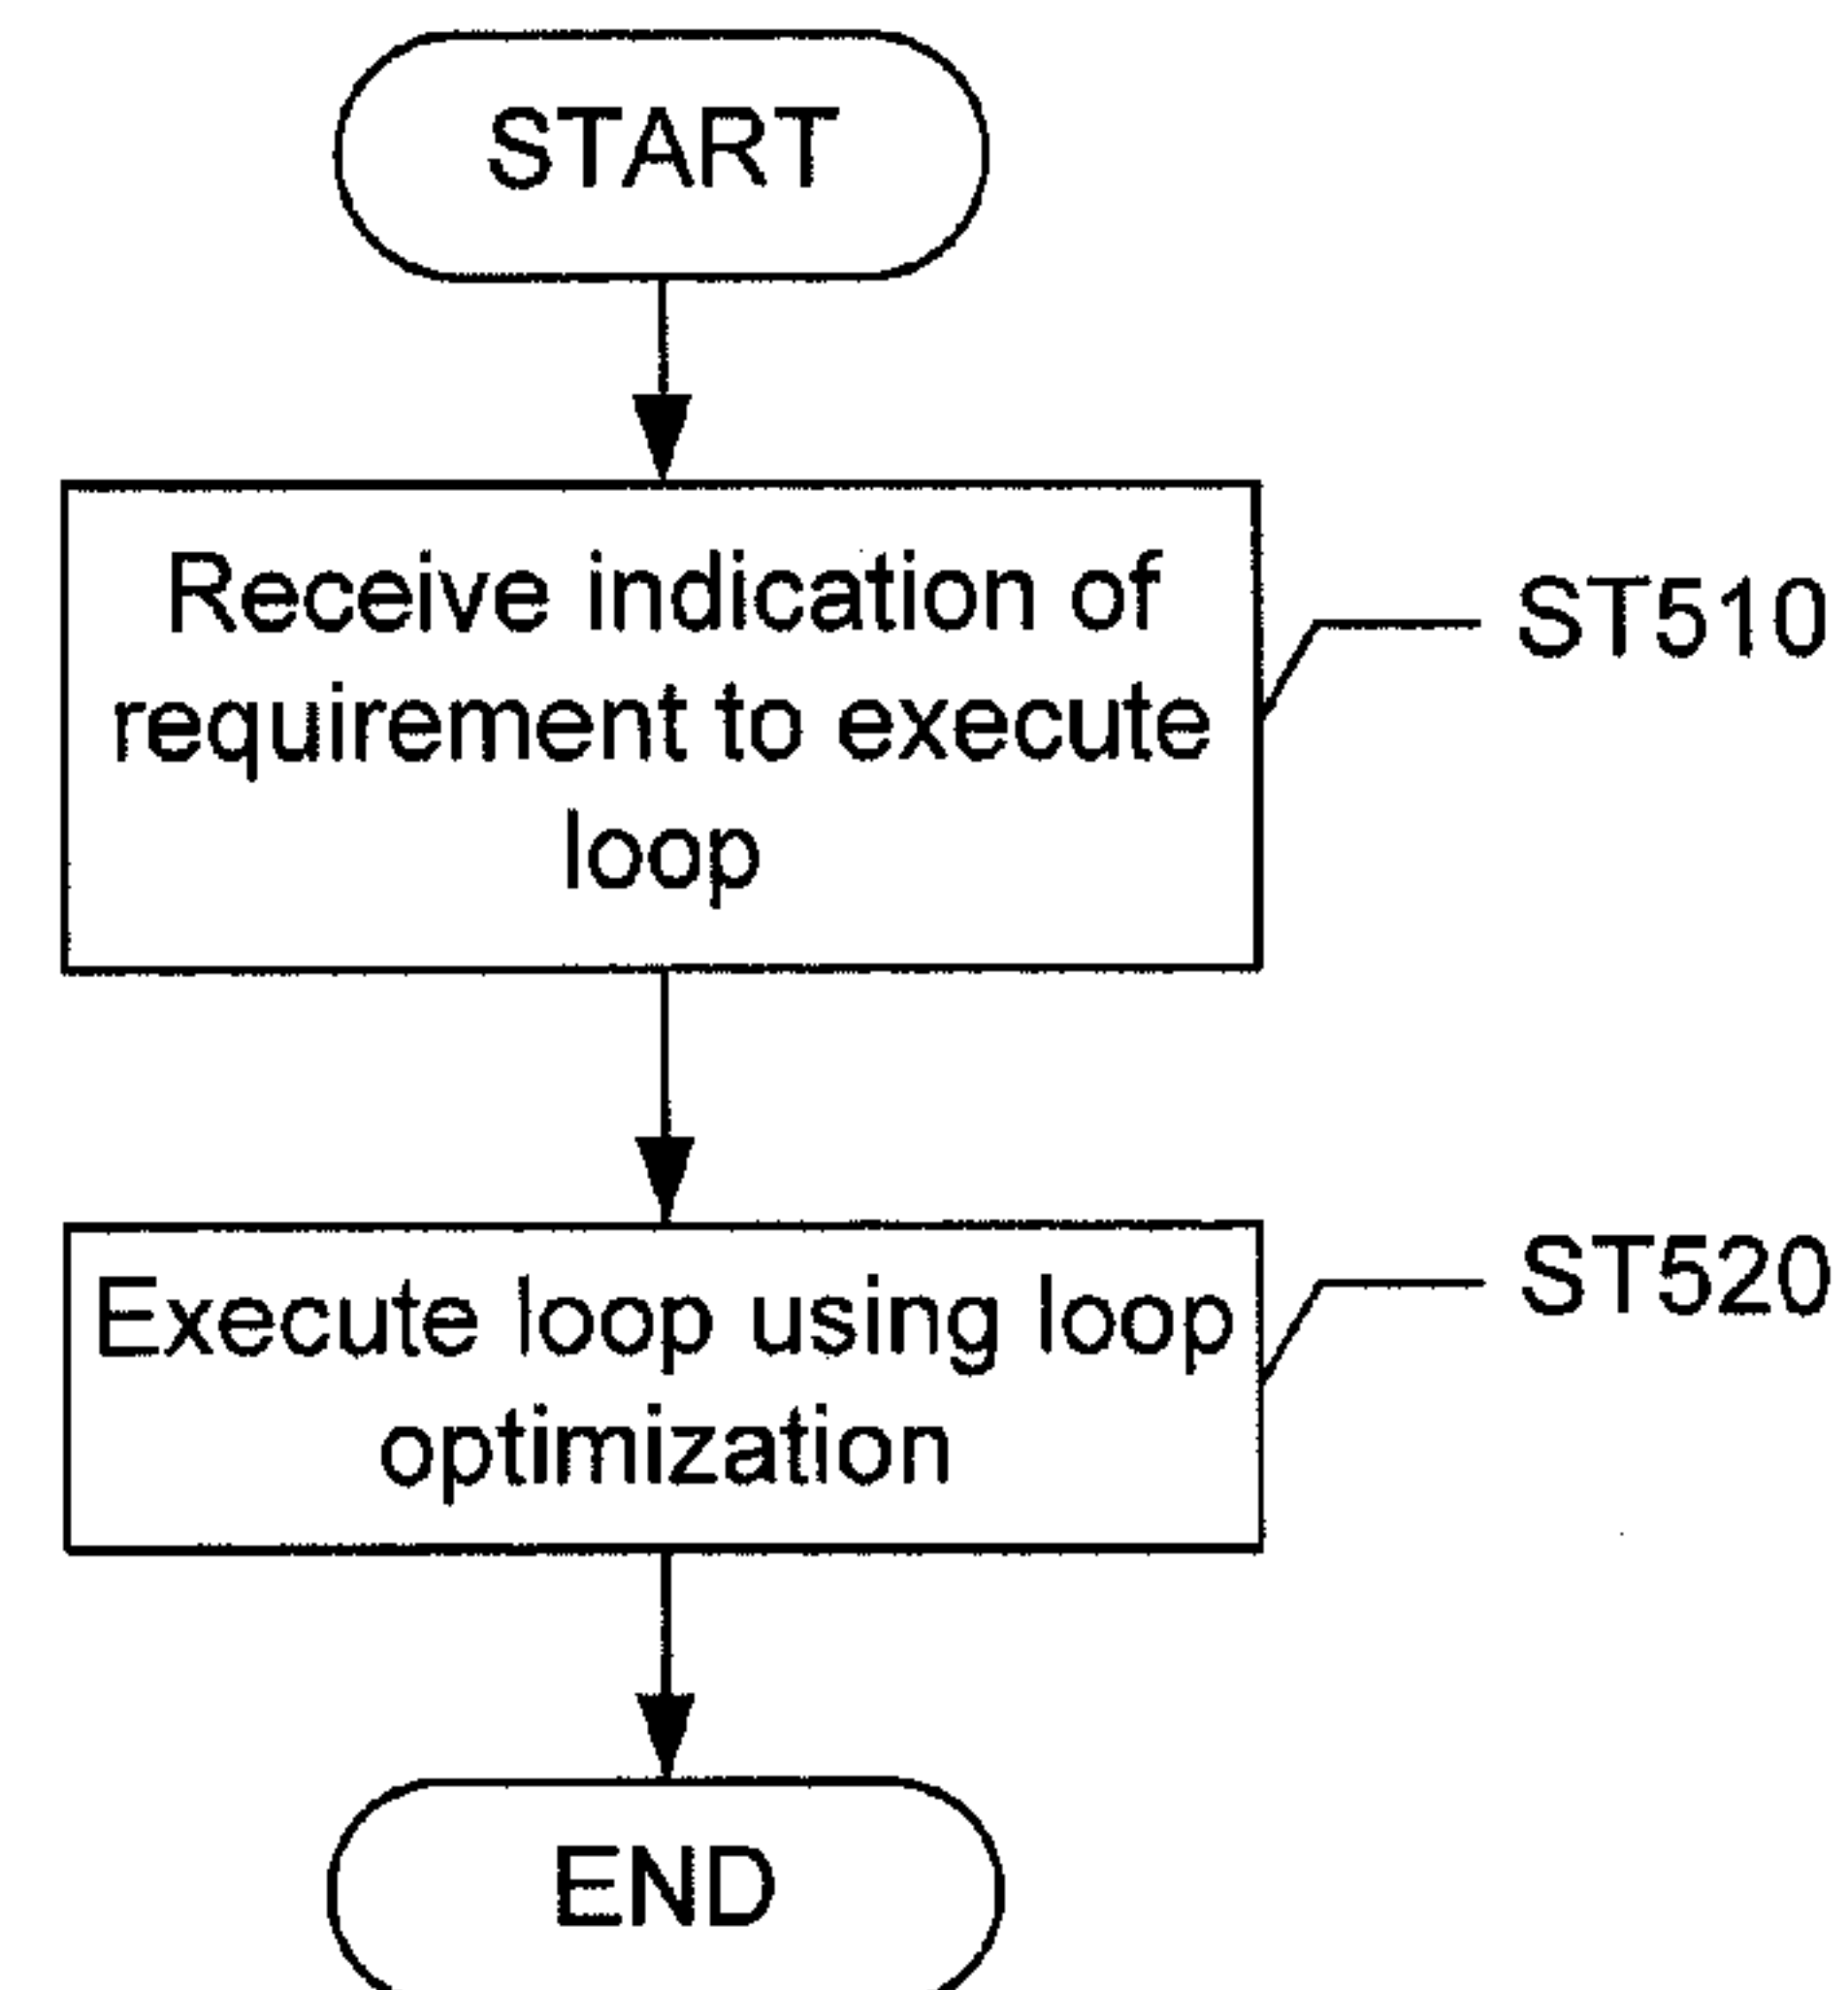 START
Receive indication of
requirement to execute
loop
ST510
Execute loop using loop
optimization
ST520
END